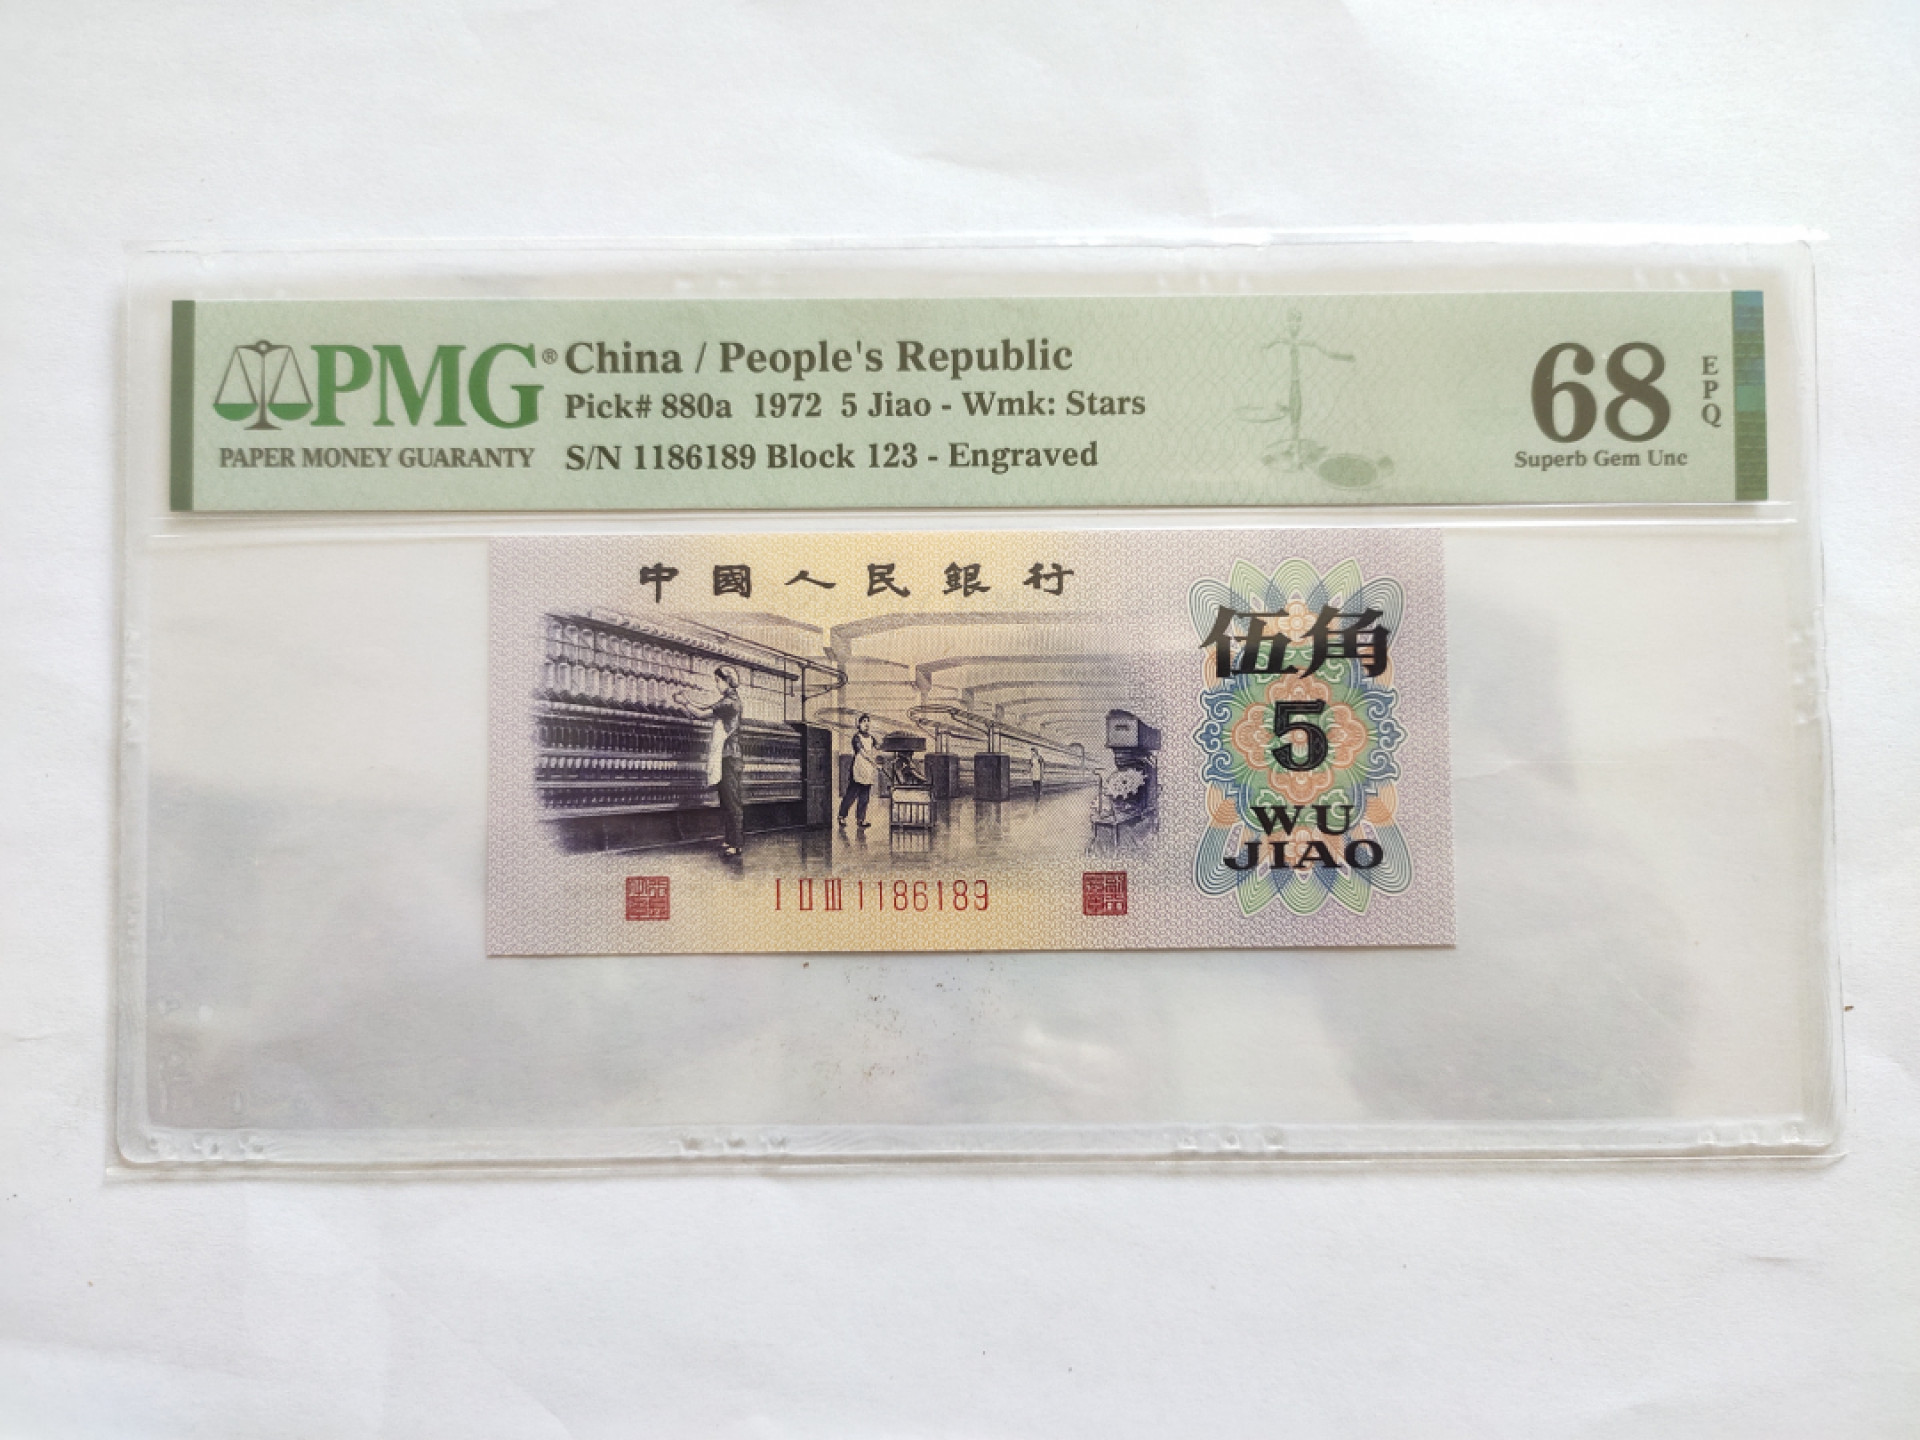 PMG®
PAPER MONEY GUARANTY
China / People's Republic
Pick# 880a 1972 5 Jiao - Wmk: Stars
S/N 1186189 Block 123 - Engraved
68
EPQ
Superb Gem Unc
中國人民銀行
伍角
5
WU
JIAO
I II III 1186189